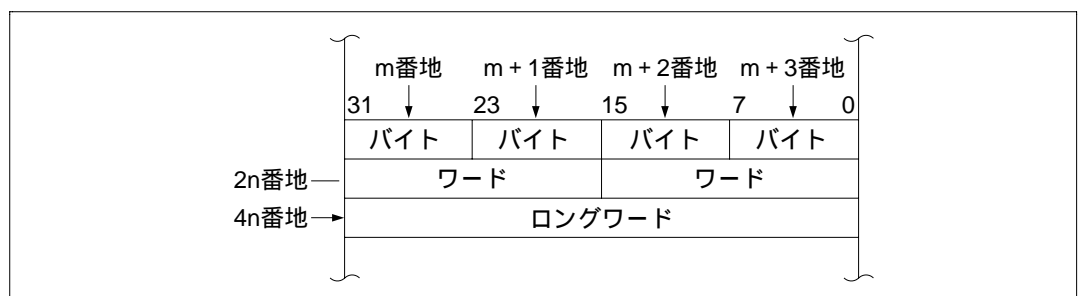 m番地 m + 1番地 m + 2番地 m + 3番地
31 23 15 7 0
バイト バイト バイト バイト
2n番地 ワード ワード
4n番地 ロングワード